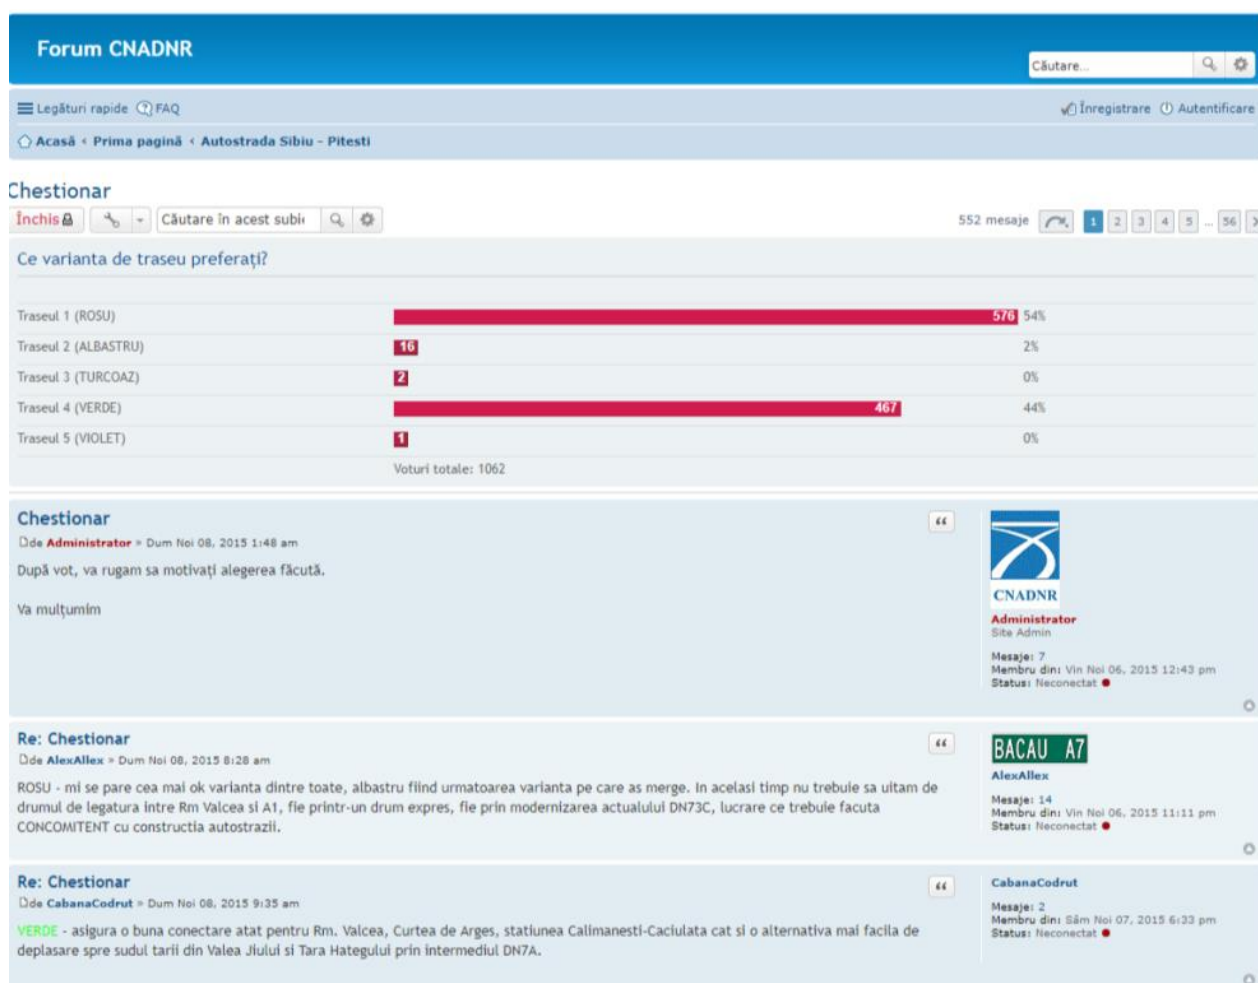 Forum CNADNR
Căutare...
Legături rapide FAQ
Înregistrare Autentificare
Acasă ‹ Prima pagină ‹ Autostrada Sibiu - Pitesti
Chestionar
Închis
Căutare în acest subie
552 mesaje 1 2 3 4 5 ... 56
Ce varianta de traseu preferați?
Traseul 1 (ROSU) 576 54%
Traseul 2 (ALBASTRU) 16 2%
Traseul 3 (TURCOAZ) 2 0%
Traseul 4 (VERDE) 467 44%
Traseul 5 (VIOLET) 1 0%
Voturi totale: 1062
Chestionar
de Administrator » Dum Noi 08, 2015 1:48 am
După vot, va rugam sa motivați alegerea făcută.
Va mulțumim
CNADNR
Administrator
Site Admin
Mesaje: 7
Membru din: Vin Noi 06, 2015 12:43 pm
Status: Neconectat
Re: Chestionar
de AlexAllex » Dum Noi 08, 2015 8:28 am
ROSU - mi se pare cea mai ok varianta dintre toate, albastru fiind urmatoarea varianta pe care as merge. In acelasi timp nu trebuie sa uitam de
drumul de legatura intre Rm Valcea si A1, fie printr-un drum expres, fie prin modernizarea actualului DN73C, lucrare ce trebuie facuta
CONCOMITENT cu constructia autostrazii.
BACAU A7
AlexAllex
Mesaje: 14
Membru din: Vin Noi 06, 2015 11:11 pm
Status: Neconectat
Re: Chestionar
de CabanaCodrut » Dum Noi 08, 2015 9:35 am
VERDE - asigura o buna conectare atat pentru Rm. Valcea, Curtea de Arges, statiunea Calimanesti-Caciulata cat si o alternativa mai facila de
deplasare spre sudul tarii din Valea Jiului si Tara Hategului prin intermediul DN7A.
CabanaCodrut
Mesaje: 2
Membru din: Sâm Noi 07, 2015 6:33 pm
Status: Neconectat